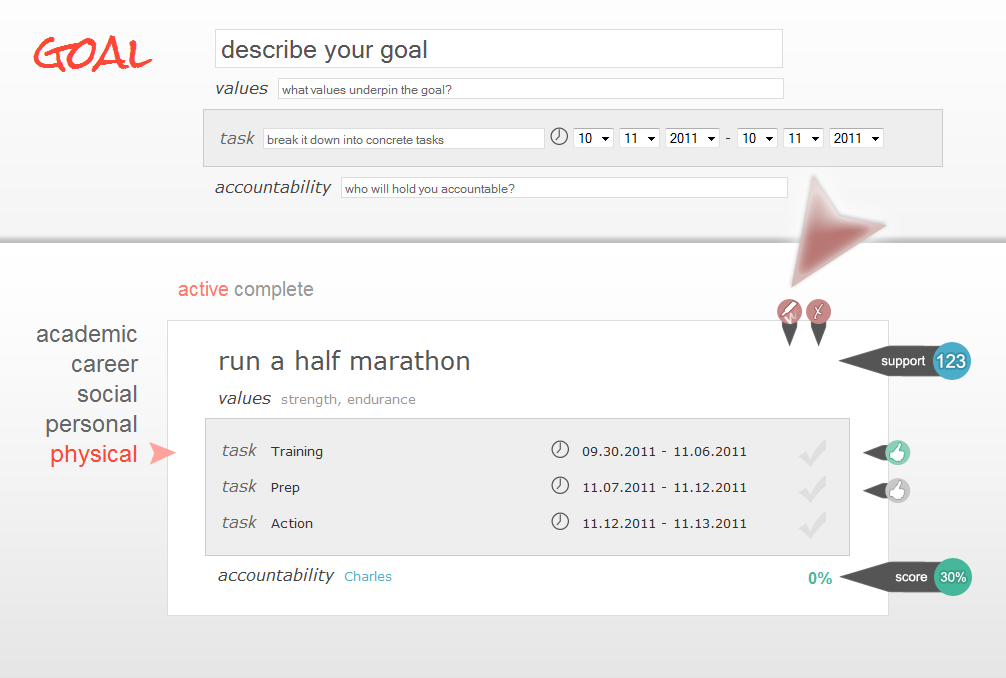 GOAL
describe your goal
values what values underpin the goal?
task break it down into concrete tasks 10 11 2011 - 10 11 2011
accountability who will hold you accountable?
active complete
academic
career
social
personal
physical
run a half marathon
support 123
values strength, endurance
task Training 09.30.2011 - 11.06.2011
task Prep 11.07.2011 - 11.12.2011
task Action 11.12.2011 - 11.13.2011
accountability Charles 0%
score 30%